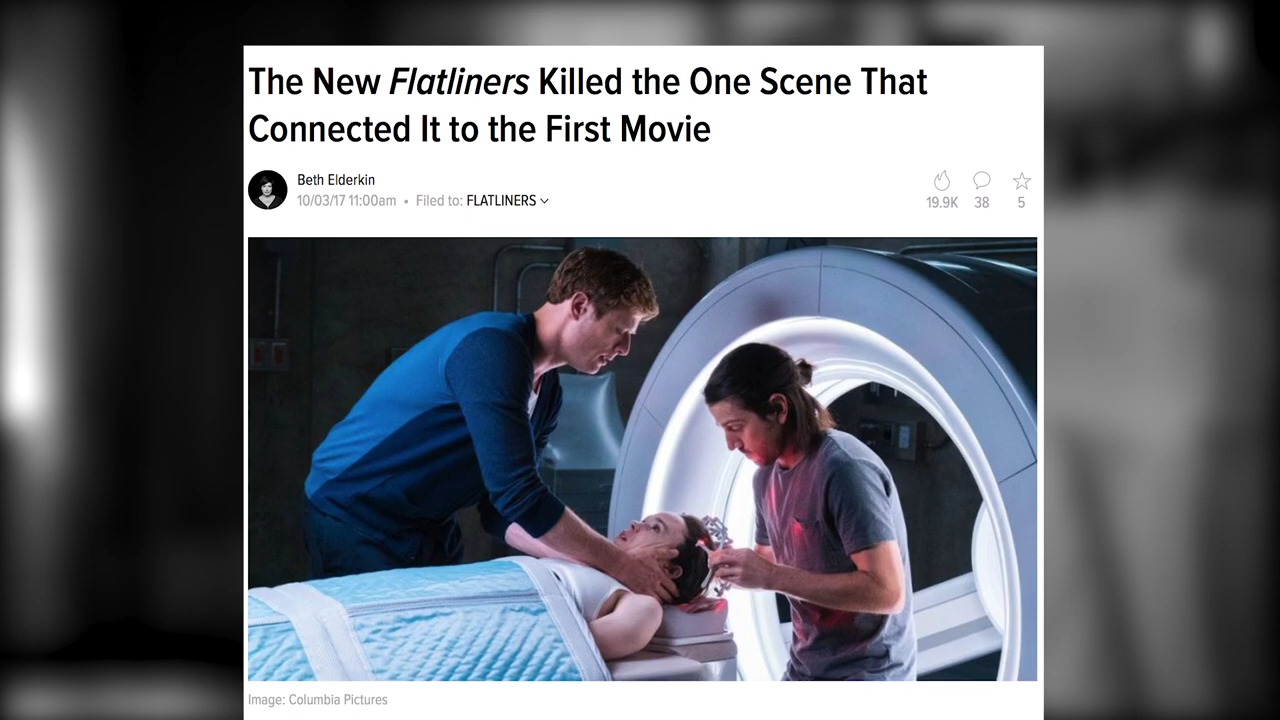 The New Flatliners Killed the One Scene That
Connected It to the First Movie
Beth Elderkin
10/03/17 11:00am • Filed to: FLATLINERS
19.9K 38 5
Image: Columbia Pictures